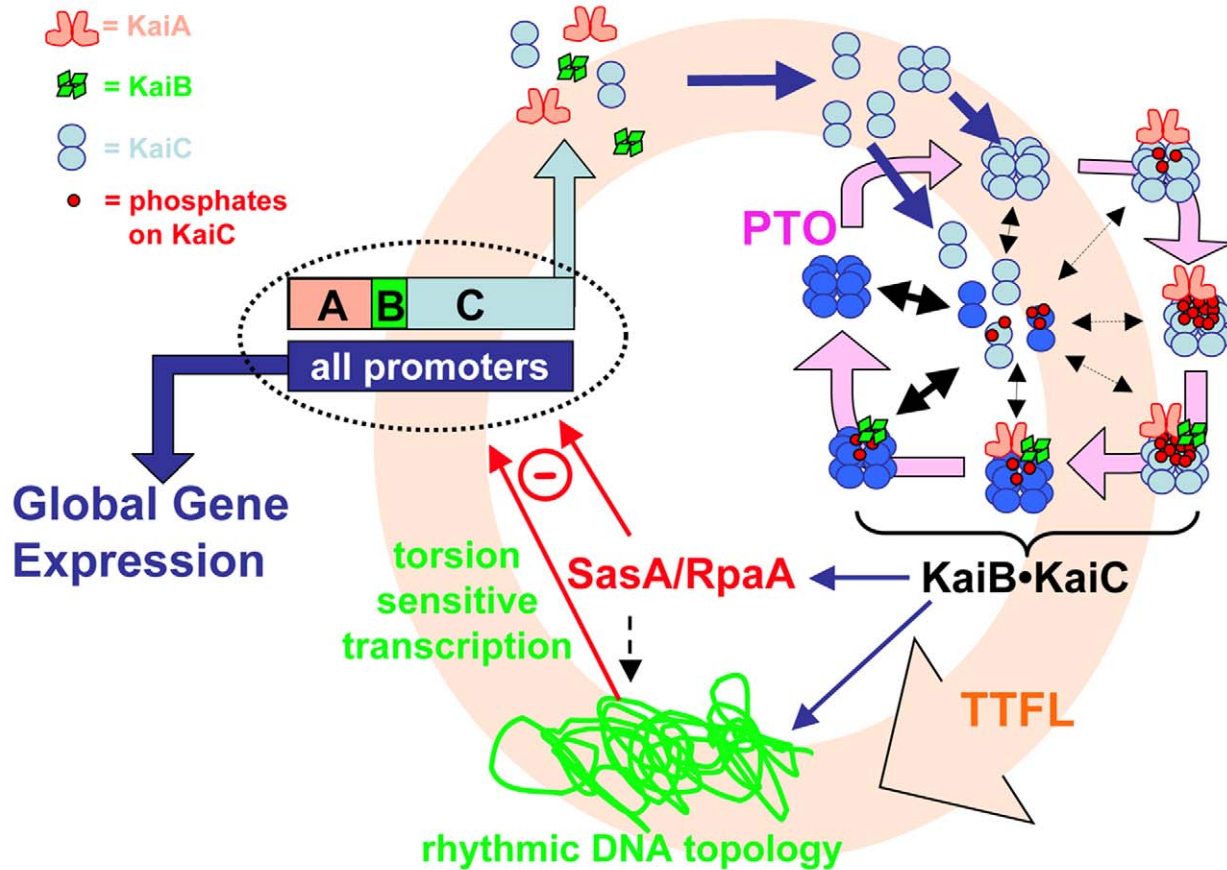 = KaiA
= KaiB
= KaiC
= phosphates
on KaiC
PTO
A B C
all promoters
Global Gene
Expression
−
torsion
sensitive
transcription
SasA/RpaA
KaiB•KaiC
TTFL
rhythmic DNA topology